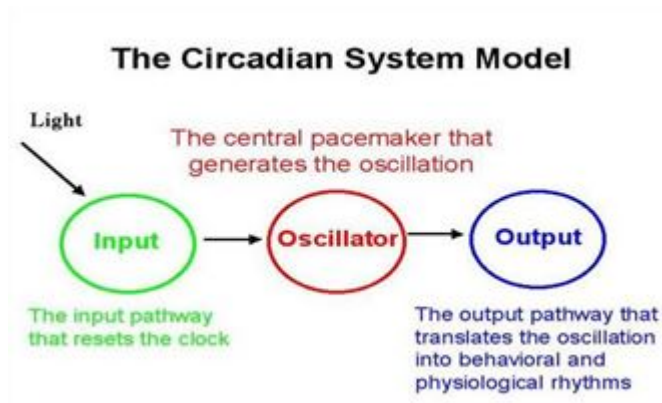 The Circadian System Model
Light
The central pacemaker that
generates the oscillation
Input
Oscillator
Output
The input pathway
that resets the clock
The output pathway that
translates the oscillation
into behavioral and
physiological rhythms